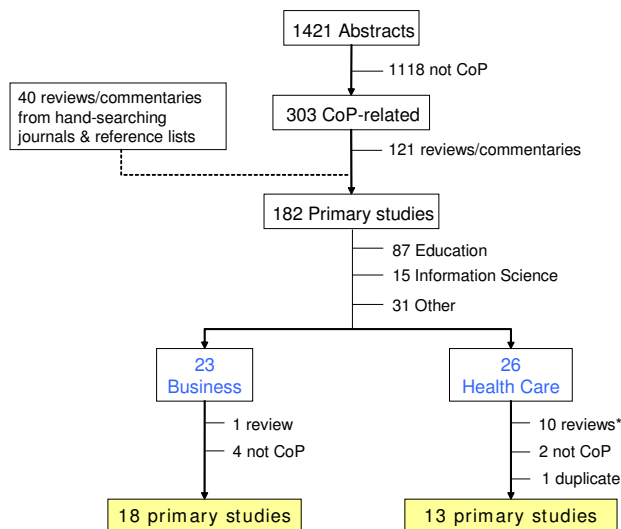 1421 Abstracts
1118 not CoP
40 reviews/commentaries
from hand-searching
journals & reference lists
303 CoP-related
121 reviews/commentaries
182 Primary studies
87 Education
15 Information Science
31 Other
23
Business
26
Health Care
1 review
4 not CoP
10 reviews*
2 not CoP
1 duplicate
18 primary studies
13 primary studies